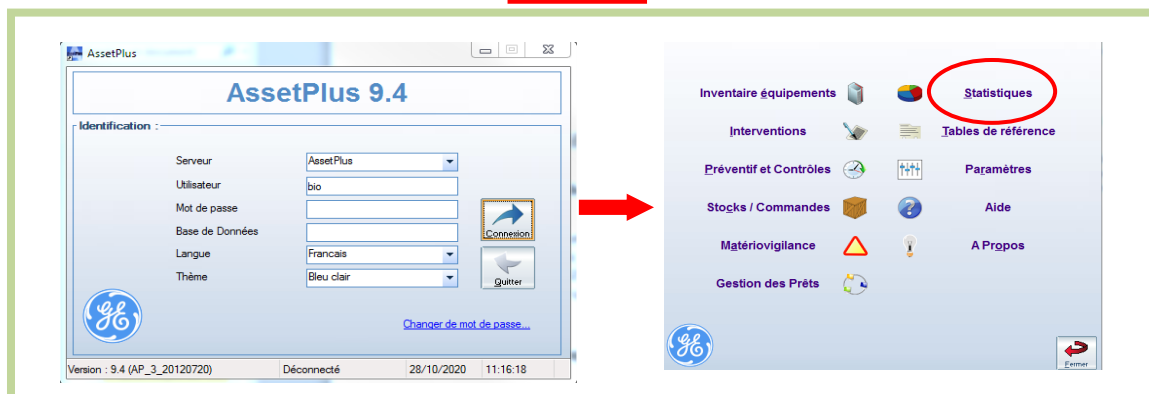 AssetPlus
AssetPlus 9.4
Identification :
Serveur AssetPlus
Utilisateur bio
Mot de passe
Base de Données
Langue Francais
Thème Bleu clair
Connexion
Quitter
Changer de mot de passe...
Version : 9.4 (AP_3_20120720) Déconnecté 28/10/2020 11:16:18
Inventaire équipements Statistiques
Interventions Tables de référence
Préventif et Contrôles Paramètres
Stocks / Commandes Aide
Matériovigilance A Propos
Gestion des Prêts
Fermer